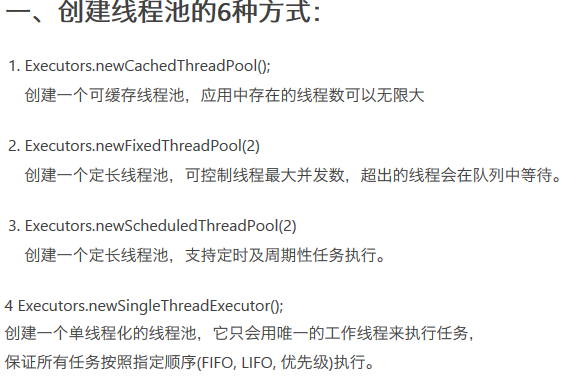 一、创建线程池的6种方式：
1. Executors.newCachedThreadPool();
创建一个可缓存线程池，应用中存在的线程数可以无限大
2. Executors.newFixedThreadPool(2)
创建一个定长线程池，可控制线程最大并发数，超出的线程会在队列中等待。
3. Executors.newScheduledThreadPool(2)
创建一个定长线程池，支持定时及周期性任务执行。
4 Executors.newSingleThreadExecutor();
创建一个单线程化的线程池，它只会用唯一的工作线程来执行任务，
保证所有任务按照指定顺序(FIFO, LIFO, 优先级)执行。